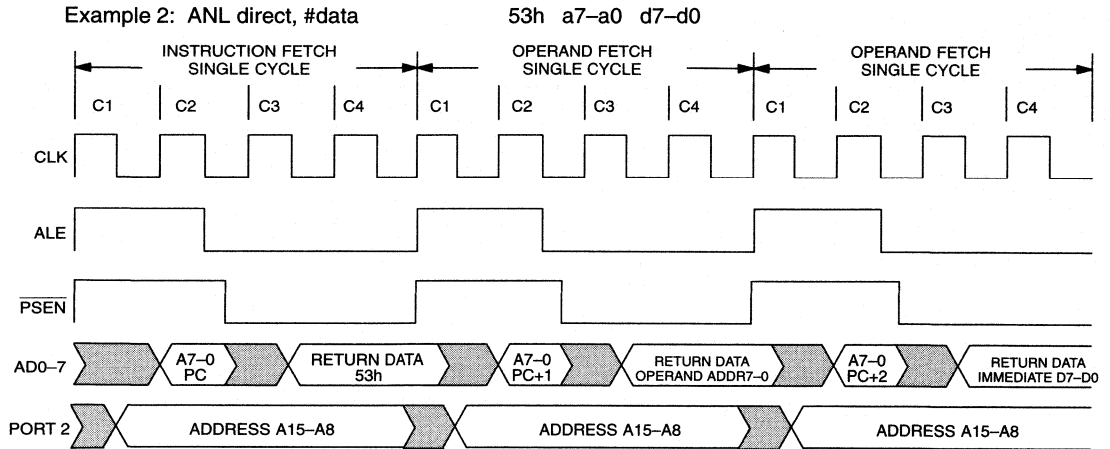 Example 2: ANL direct, #data 53h a7–a0 d7–d0
INSTRUCTION FETCH
SINGLE CYCLE
OPERAND FETCH
SINGLE CYCLE
OPERAND FETCH
SINGLE CYCLE
C1 C2 C3 C4 C1 C2 C3 C4 C1 C2 C3 C4
CLK
ALE
PSEN
AD0–7
A7–0
PC
RETURN DATA
53h
A7–0
PC+1
RETURN DATA
OPERAND ADDR7–0
A7–0
PC+2
RETURN DATA
IMMEDIATE D7–D0
PORT 2
ADDRESS A15–A8
ADDRESS A15–A8
ADDRESS A15–A8